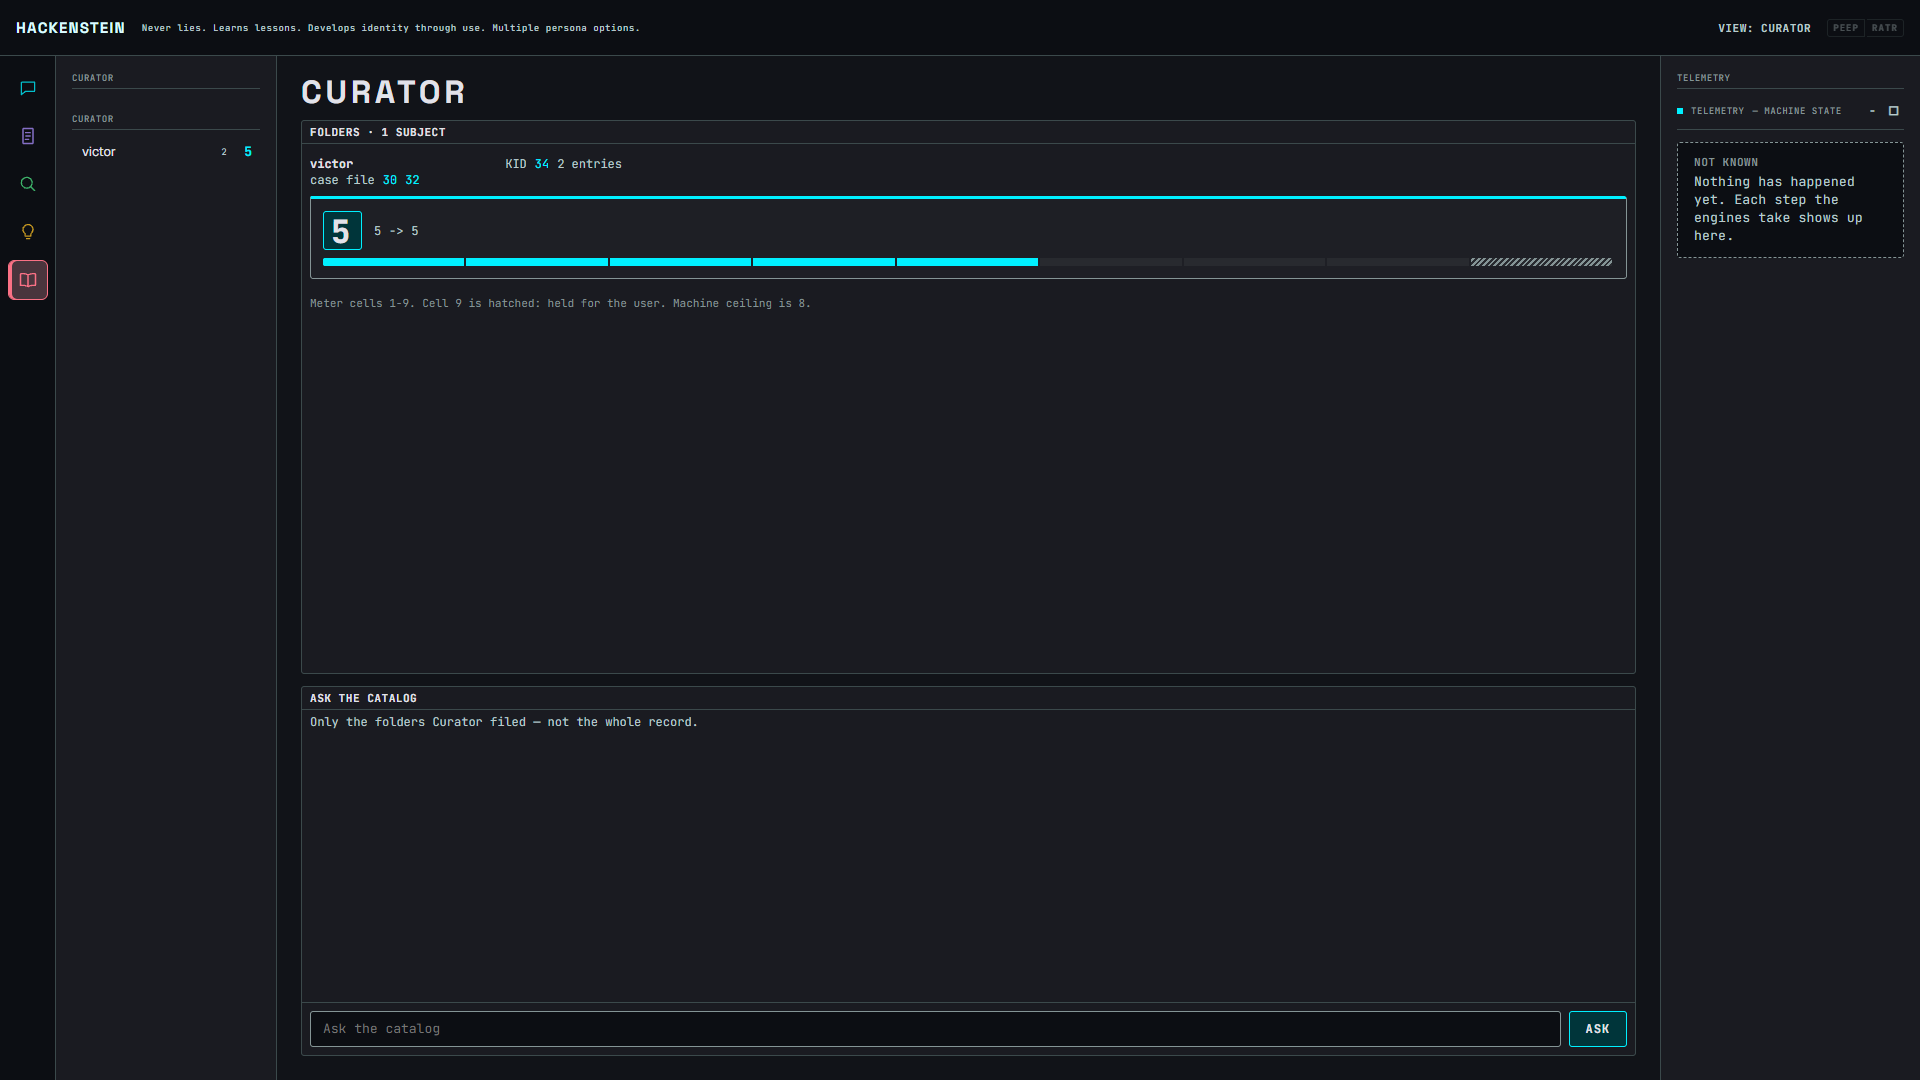 HACKENSTEIN
Never lies. Learns lessons. Develops identity through use. Multiple persona options.
VIEW: CURATOR
PEEP RATR
CURATOR
CURATOR
victor 2 5
CURATOR
FOLDERS · 1 SUBJECT
victor KID 34 2 entries
case file 30 32
5 5 -> 5
Meter cells 1-9. Cell 9 is hatched: held for the user. Machine ceiling is 8.
ASK THE CATALOG
Only the folders Curator filed — not the whole record.
Ask the catalog
ASK
TELEMETRY
TELEMETRY — MACHINE STATE -
NOT KNOWN
Nothing has happened
yet. Each step the
engines take shows up
here.